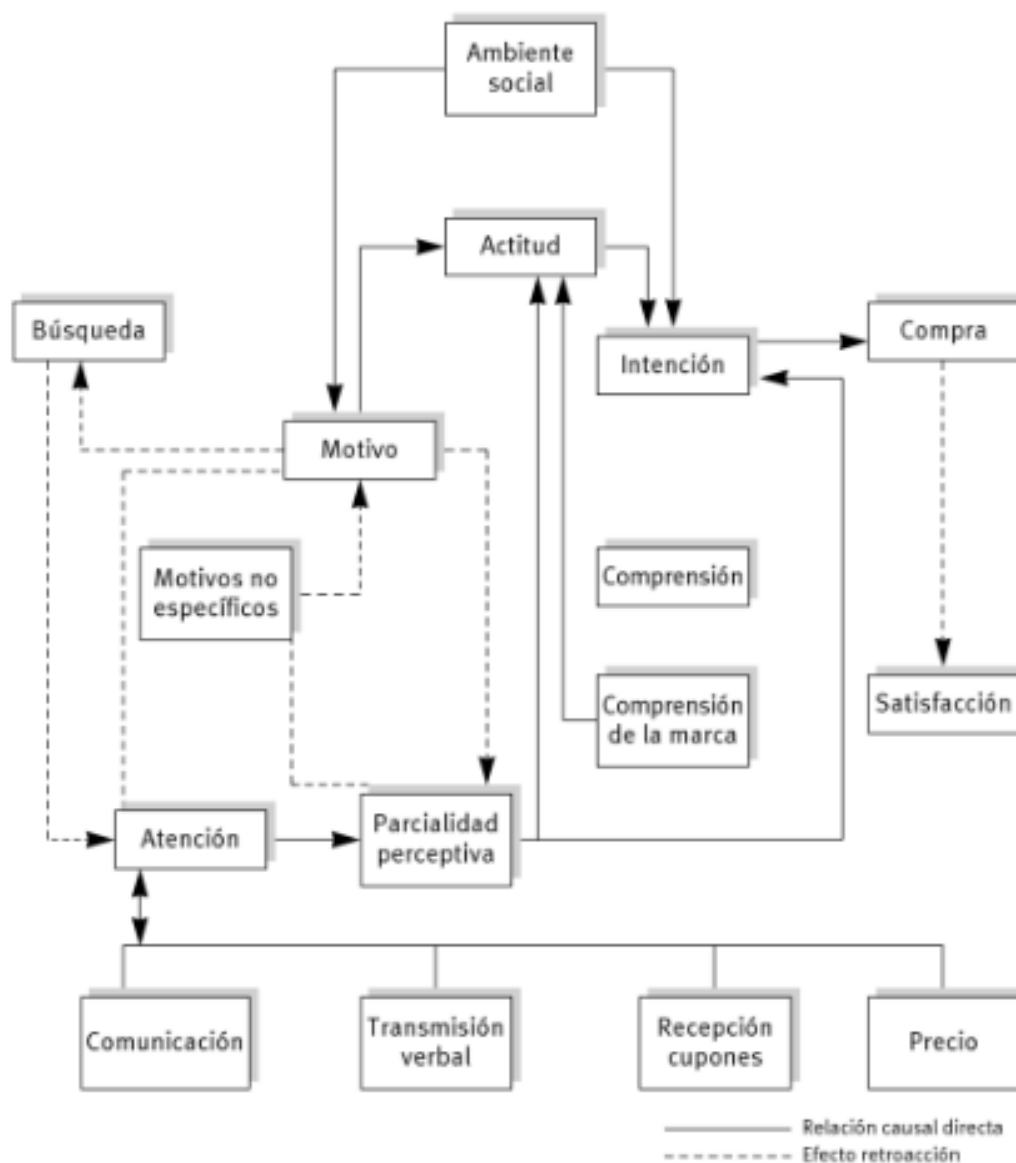 Ambiente
social
Actitud
Búsqueda
Compra
Intención
Motivo
Motivos no
específicos
Comprensión
Comprensión
de la marca
Satisfacción
Atención
Parcialidad
perceptiva
Comunicación
Transmisión
verbal
Recepción
cupones
Precio
Relación causal directa
Efecto retroacción